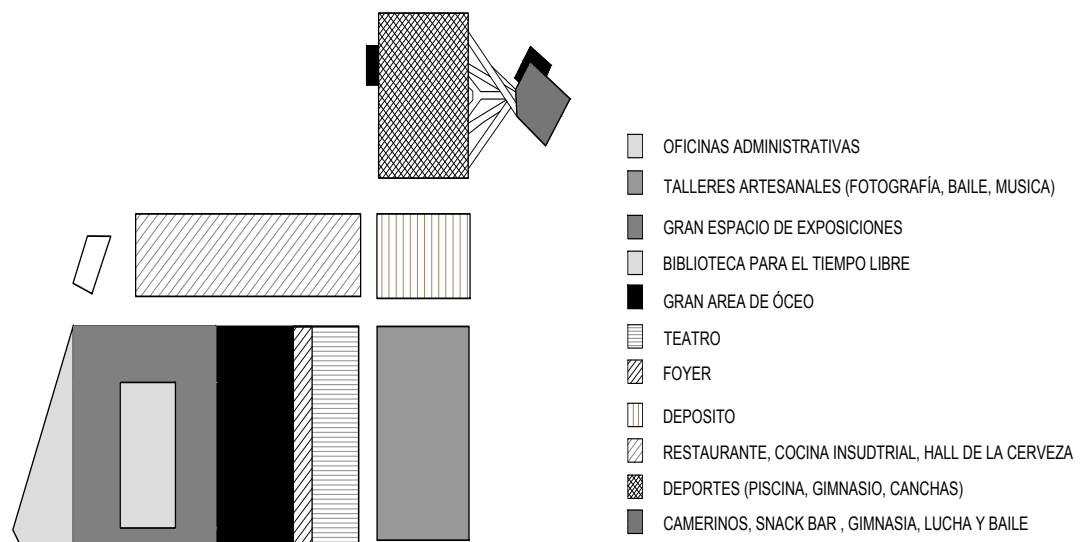 OFICINAS ADMINISTRATIVAS
TALLERES ARTESANALES (FOTOGRAFÍA, BAILE, MUSICA)
GRAN ESPACIO DE EXPOSICIONES
BIBLIOTECA PARA EL TIEMPO LIBRE
GRAN AREA DE ÓCEO
TEATRO
FOYER
DEPOSITO
RESTAURANTE, COCINA INSUDTRIAL, HALL DE LA CERVEZA
DEPORTES (PISCINA, GIMNASIO, CANCHAS)
CAMERINOS, SNACK BAR , GIMNASIA, LUCHA Y BAILE